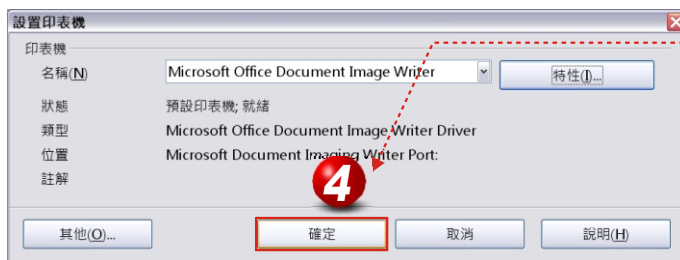 設置印表機
印表機
名稱(N) Microsoft Office Document Image Writer 特性(I)...
狀態 預設印表機; 就緒
類型 Microsoft Office Document Image Writer Driver
位置 Microsoft Document Imaging Writer Port:
註解
4
其他(O)... 確定 取消 說明(H)